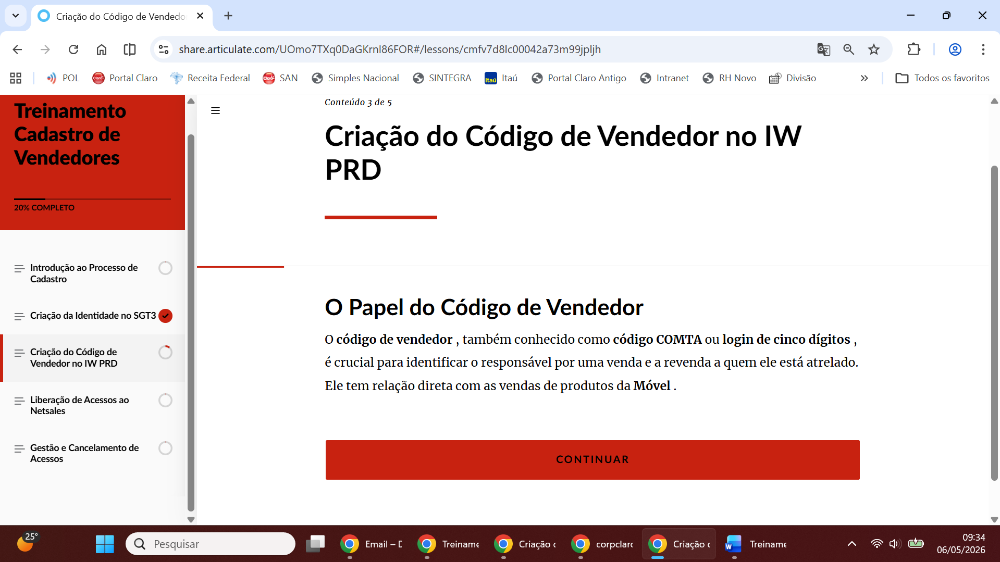 Criação do Código de Vendedo
share.articulate.com/UOmo7TXq0DaGKrnI86FOR#/lessons/cmfv7d8lc00042a73m99jpljh
POL
Portal Claro
Receita Federal
SAN
Simples Nacional
SINTEGRA
Itaú
Portal Claro Antigo
Intranet
RH Novo
Divisão
Todos os favoritos
Treinamento
Cadastro de
Vendedores
20% COMPLETO
Introdução ao Processo de
Cadastro
Criação da Identidade no SGT3
Criação do Código de
Vendedor no IW PRD
Liberação de Acessos ao
Netsales
Gestão e Cancelamento de
Acessos
Conteúdo 3 de 5
Criação do Código de Vendedor no IW
PRD
O Papel do Código de Vendedor
O código de vendedor , também conhecido como código COMTA ou login de cinco dígitos ,
é crucial para identificar o responsável por uma venda e a revenda a quem ele está atrelado.
Ele tem relação direta com as vendas de produtos da Móvel .
CONTINUAR
25°
Pesquisar
Email – D
Treiname
Criação d
corpclaro
Criação d
Treiname
09:34
06/05/2026